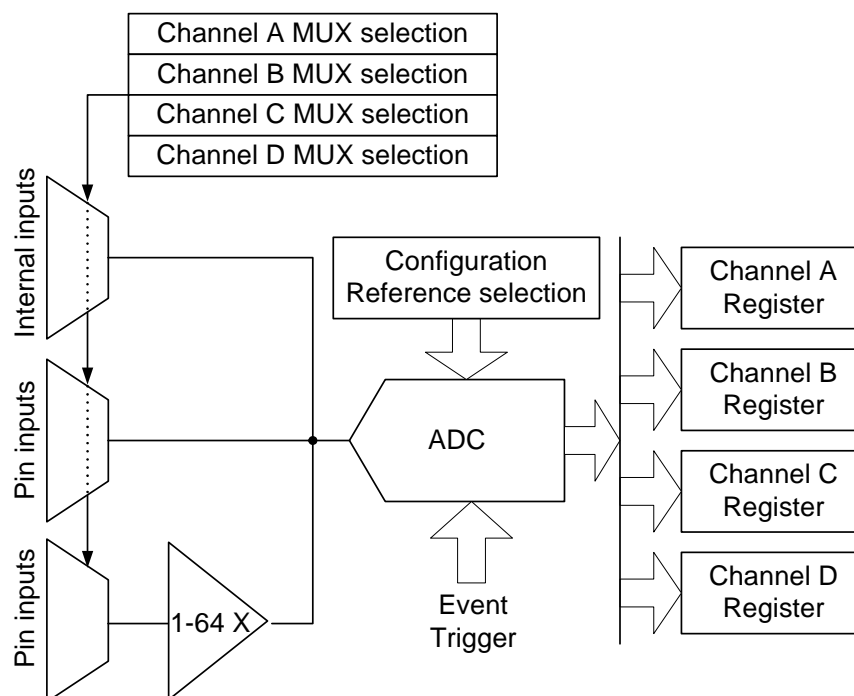 Channel A MUX selection
Channel B MUX selection
Channel C MUX selection
Channel D MUX selection
Internal inputs
Pin inputs
Pin inputs
1-64 X
Configuration
Reference selection
ADC
Event
Trigger
Channel A
Register
Channel B
Register
Channel C
Register
Channel D
Register